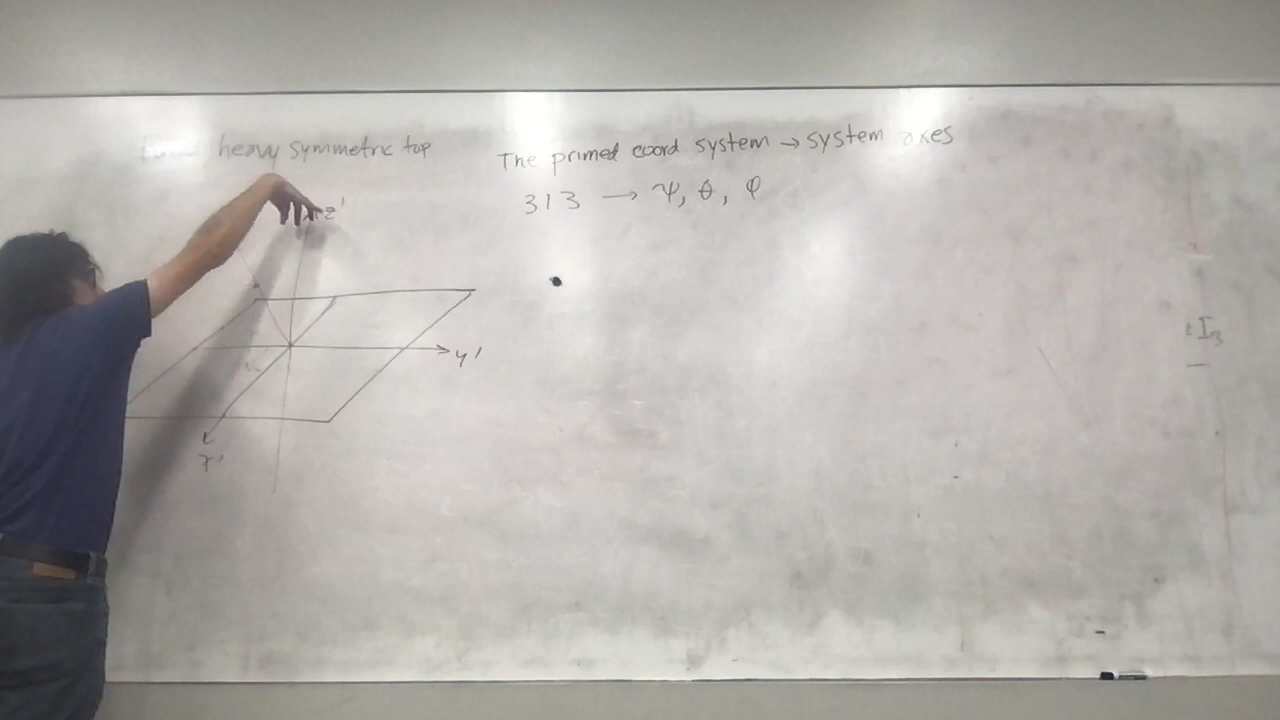 heavy symmetric top
The primed coord system → system axes
313 → ψ, θ, φ
z'
y'
x'
I₃